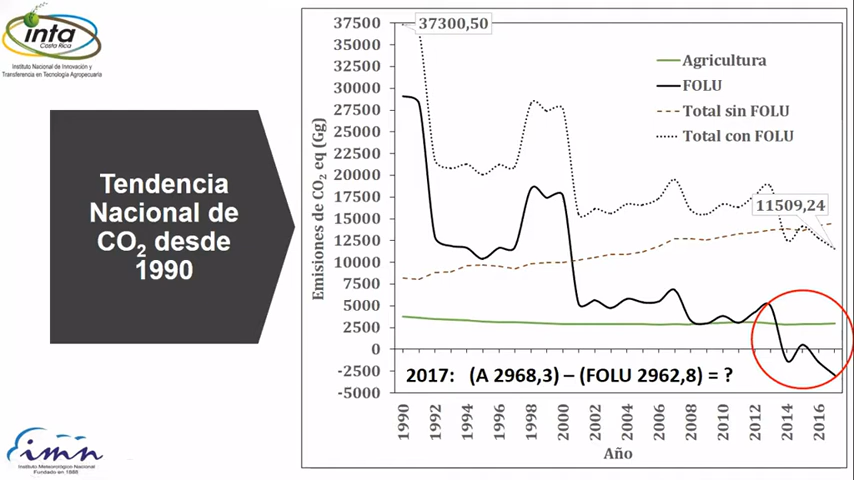 inta
Costa Rica
Instituto Nacional de Innovación y
Transferencia en Tecnología Agropecuaria
Tendencia
Nacional de
CO2 desde
1990
imn
Instituto Meteorológico Nacional
Fundado en 1888
Emisiones de CO2 eq (Gg)
37500
35000
32500
30000
27500
25000
22500
20000
17500
15000
12500
10000
7500
5000
2500
0
-2500
-5000
37300,50
Agricultura
FOLU
Total sin FOLU
Total con FOLU
11509,24
2017: (A 2968,3) – (FOLU 2962,8) = ?
1990 1992 1994 1996 1998 2000 2002 2004 2006 2008 2010 2012 2014 2016
Año